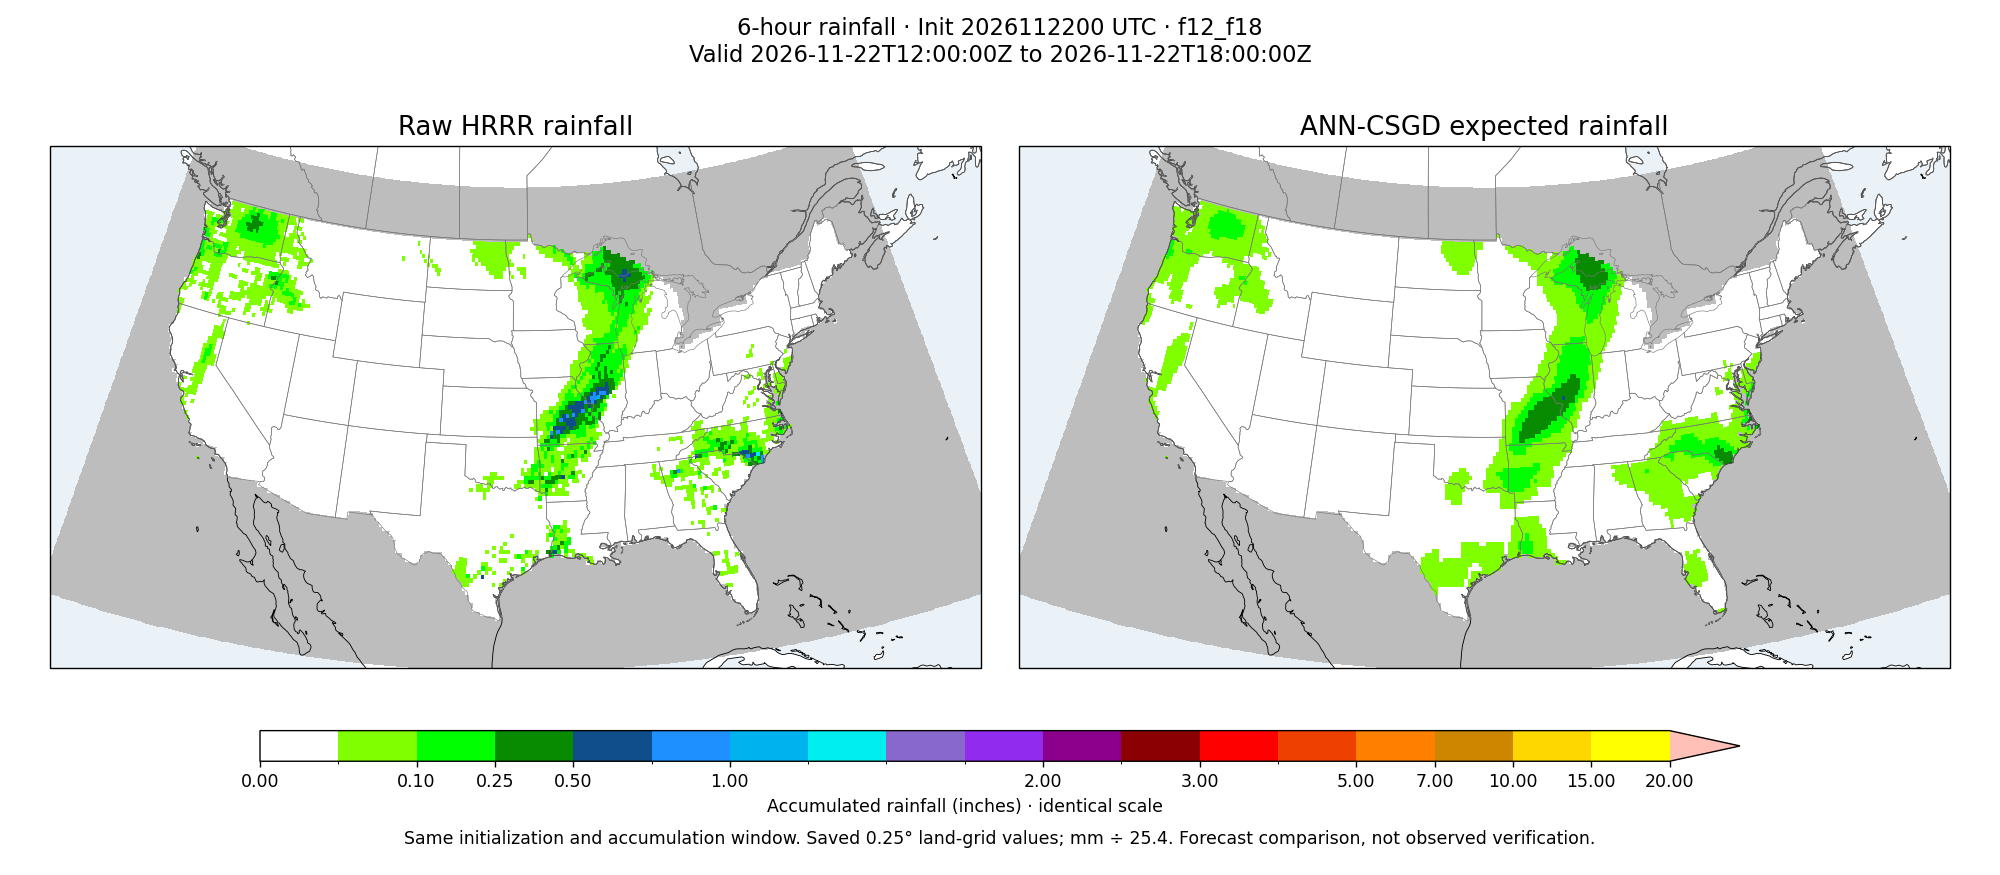 6-hour rainfall · Init 2026112200 UTC · f12_f18
Valid 2026-11-22T12:00:00Z to 2026-11-22T18:00:00Z
Raw HRRR rainfall
ANN-CSGD expected rainfall
0.00 0.10 0.25 0.50 1.00 2.00 3.00 5.00 7.00 10.00 15.00 20.00
Accumulated rainfall (inches) · identical scale
Same initialization and accumulation window. Saved 0.25° land-grid values; mm ÷ 25.4. Forecast comparison, not observed verification.